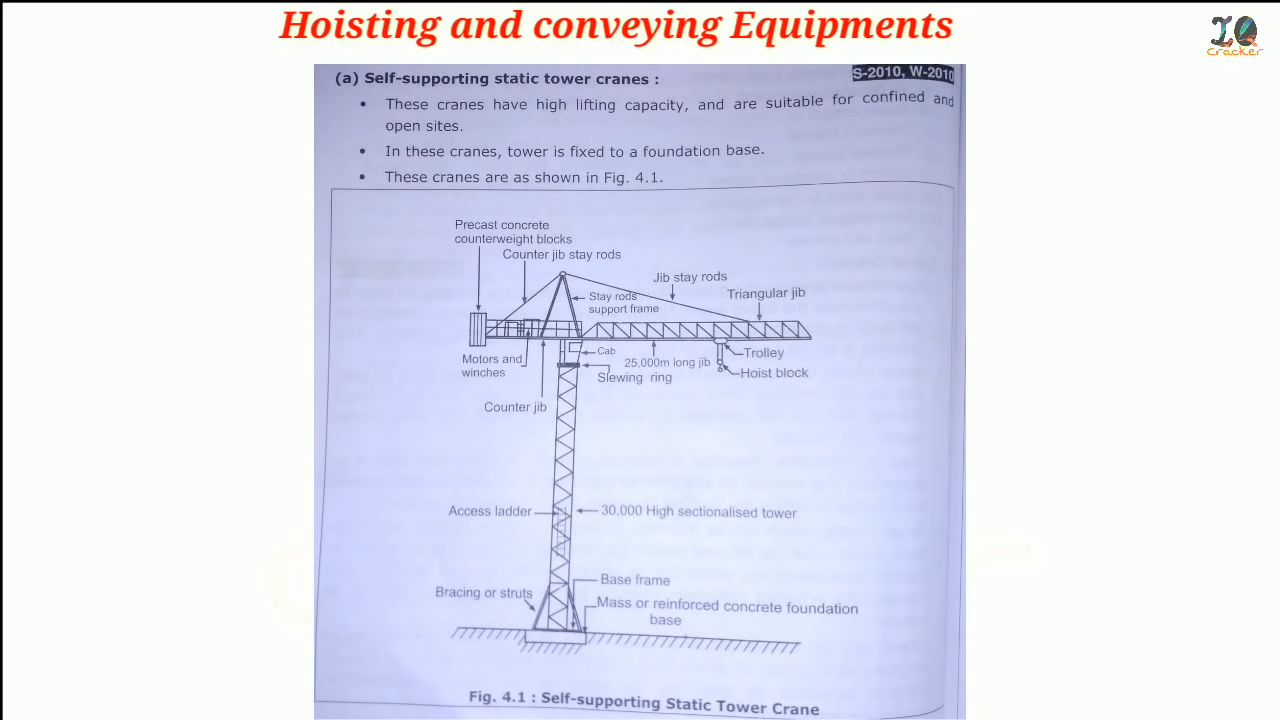 Hoisting and conveying Equipments
IQ
Cracker
(a) Self-supporting static tower cranes :
S-2010, W-2010
• These cranes have high lifting capacity, and are suitable for confined and
open sites.
• In these cranes, tower is fixed to a foundation base.
• These cranes are as shown in Fig. 4.1.
Precast concrete
counterweight blocks
Counter jib stay rods
Jib stay rods
Stay rods
support frame
Triangular jib
Motors and
winches
Cab
25,000m long jib
Trolley
Slewing ring
Hoist block
Counter jib
Access ladder
30,000 High sectionalised tower
Base frame
Bracing or struts
Mass or reinforced concrete foundation
base
Fig. 4.1 : Self-supporting Static Tower Crane